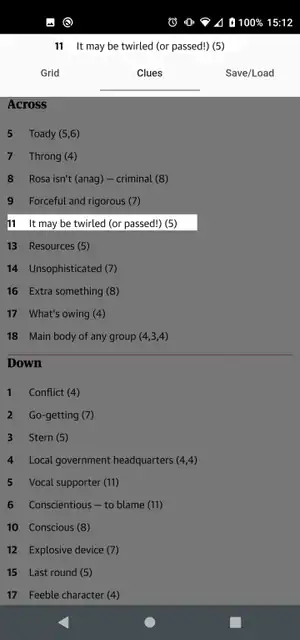 100% 15:12
11 It may be twirled (or passed!) (5)
Grid Clues Save/Load
Across
5 Toady (5,6)
7 Throng (4)
8 Rosa isn't (anag) — criminal (8)
9 Forceful and rigorous (7)
11 It may be twirled (or passed!) (5)
13 Resources (5)
14 Unsophisticated (7)
16 Extra something (8)
17 What's owing (4)
18 Main body of any group (4,3,4)
Down
1 Conflict (4)
2 Go-getting (7)
3 Stern (5)
4 Local government headquarters (4,4)
5 Vocal supporter (11)
6 Conscientious — to blame (11)
10 Conscious (8)
12 Explosive device (7)
15 Last round (5)
17 Feeble character (4)